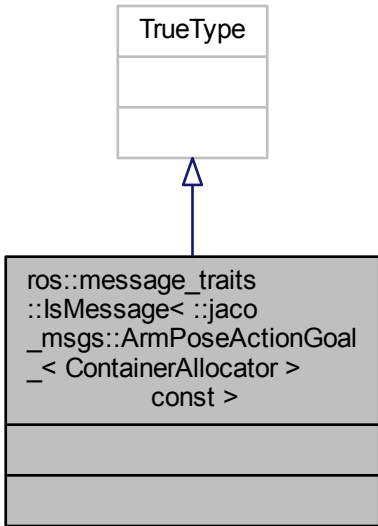 TrueType
ros::message_traits
::IsMessage< ::jaco
_msgs::ArmPoseActionGoal
_< ContainerAllocator >
const >